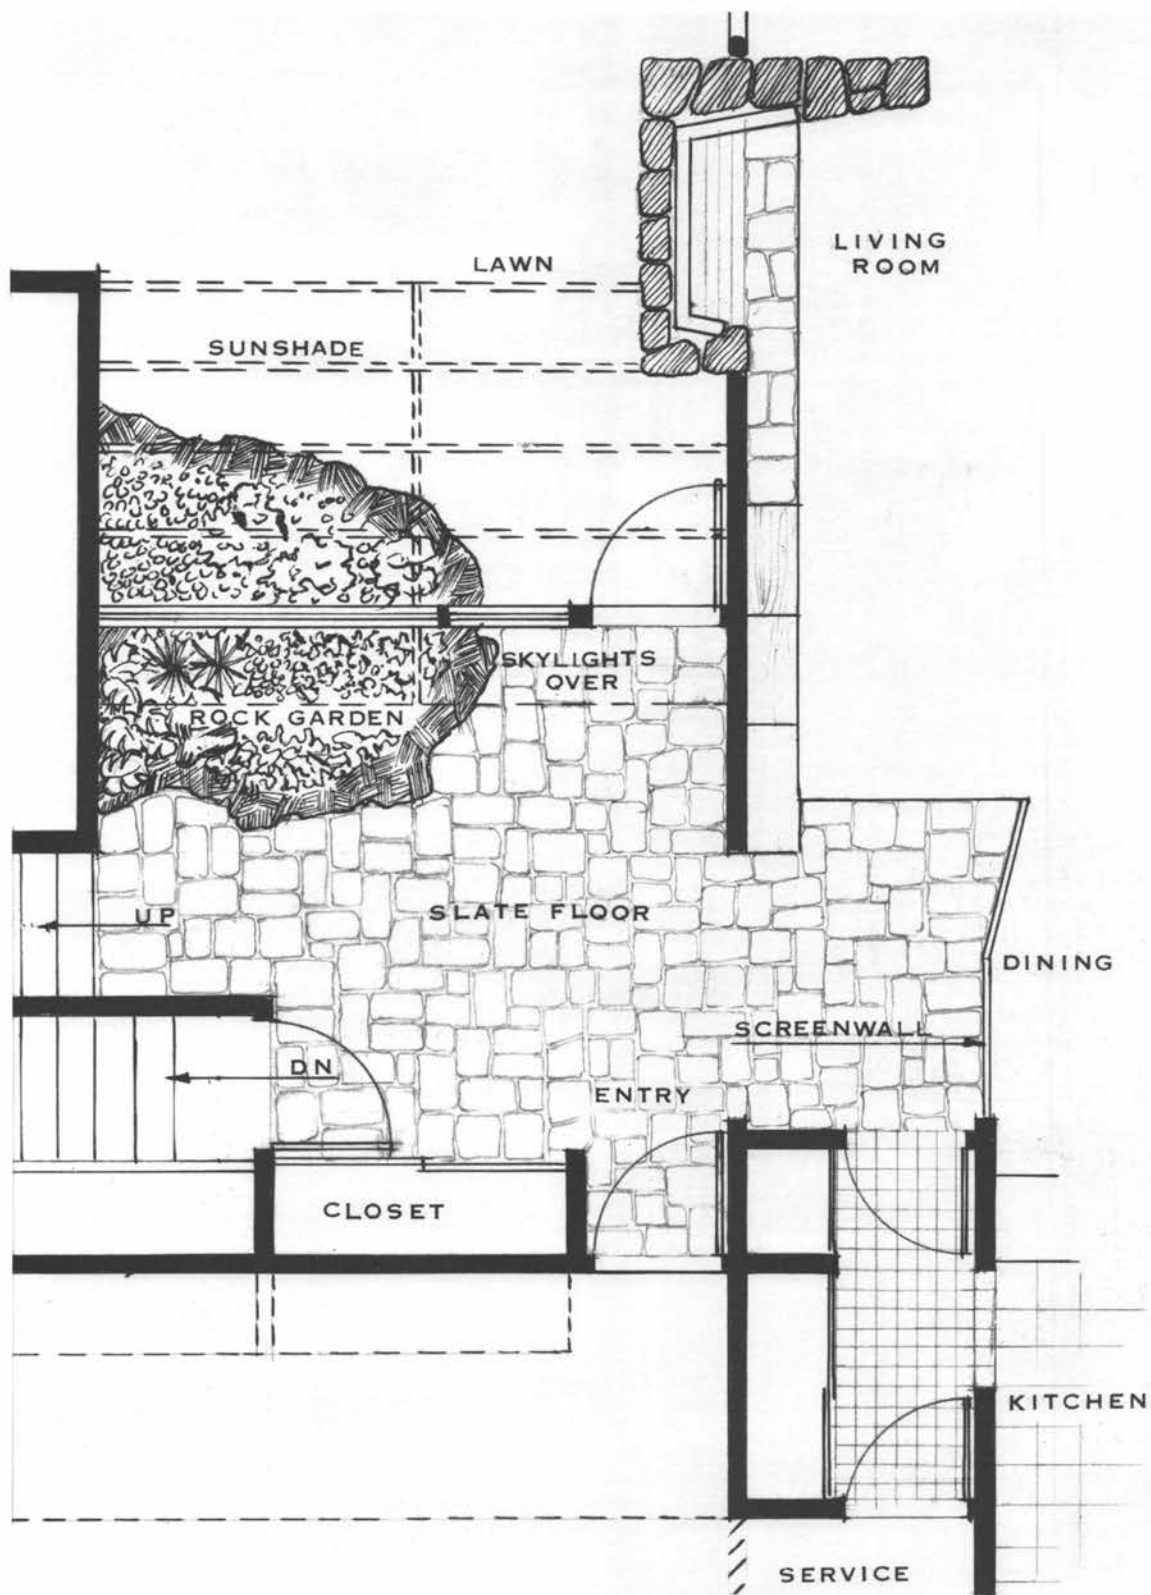 LIVING
ROOM
LAWN
SUNSHADE
SKYLIGHTS
OVER
ROCK GARDEN
UP
SLATE FLOOR
DINING
SCREENWALL
DN
ENTRY
CLOSET
KITCHEN
SERVICE